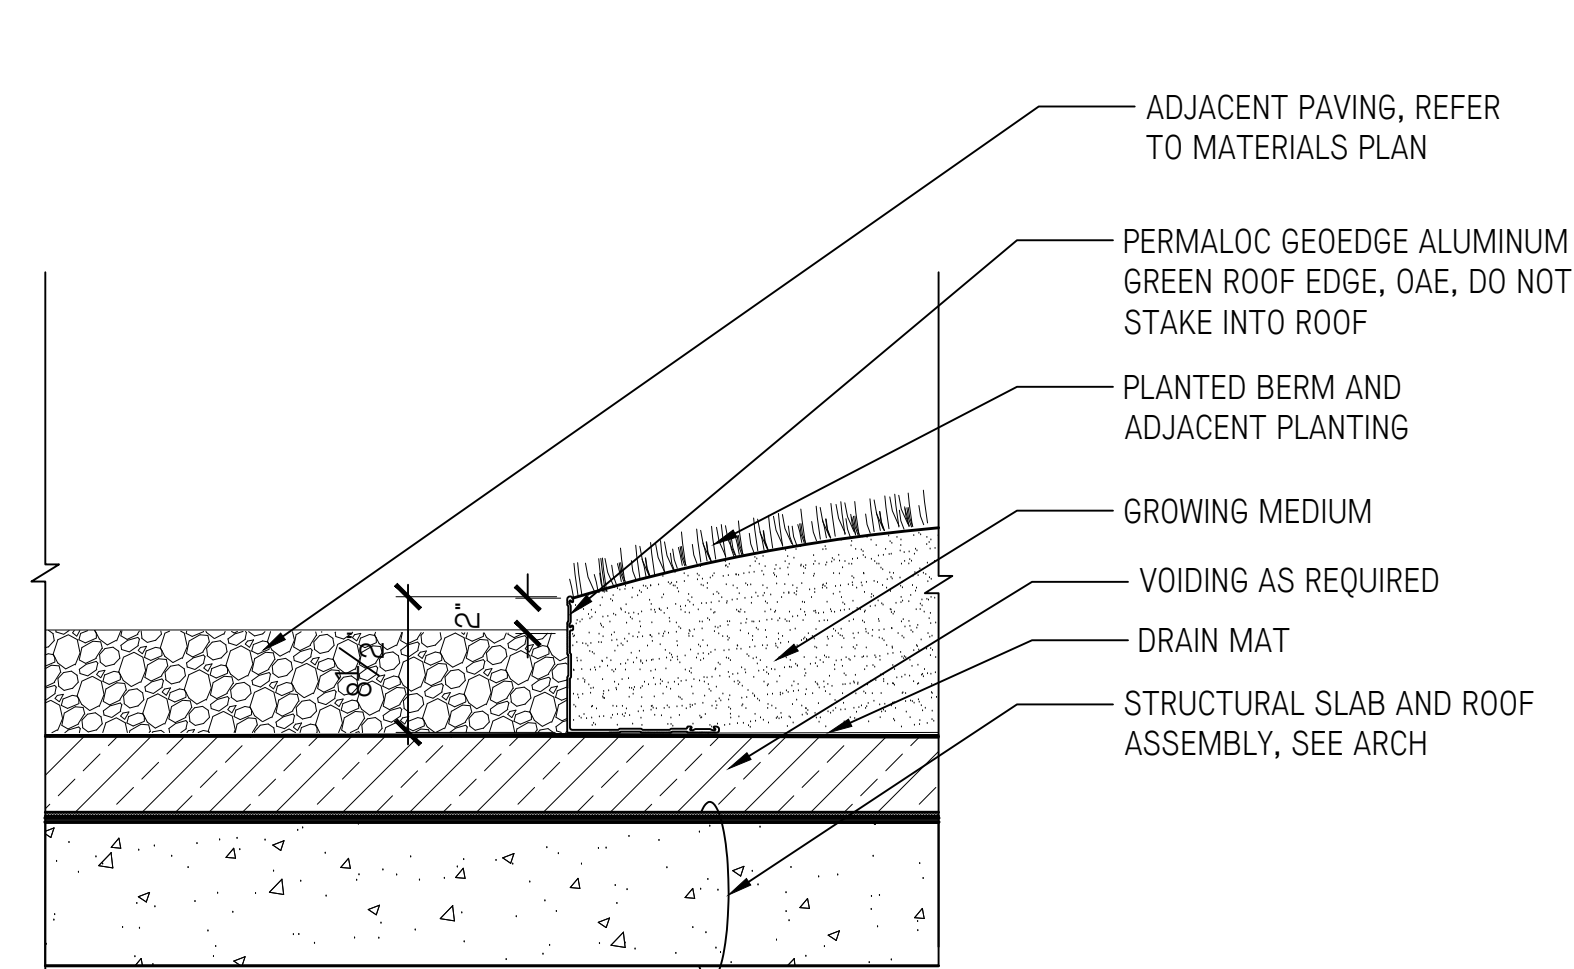 ADJACENT PAVING, REFER
TO MATERIALS PLAN
PERMALOC GEOEDGE ALUMINUM
GREEN ROOF EDGE, OAE, DO NOT
STAKE INTO ROOF
PLANTED BERM AND
ADJACENT PLANTING
GROWING MEDIUM
VOIDING AS REQUIRED
DRAIN MAT
STRUCTURAL SLAB AND ROOF
ASSEMBLY, SEE ARCH
2"
8 1/2"